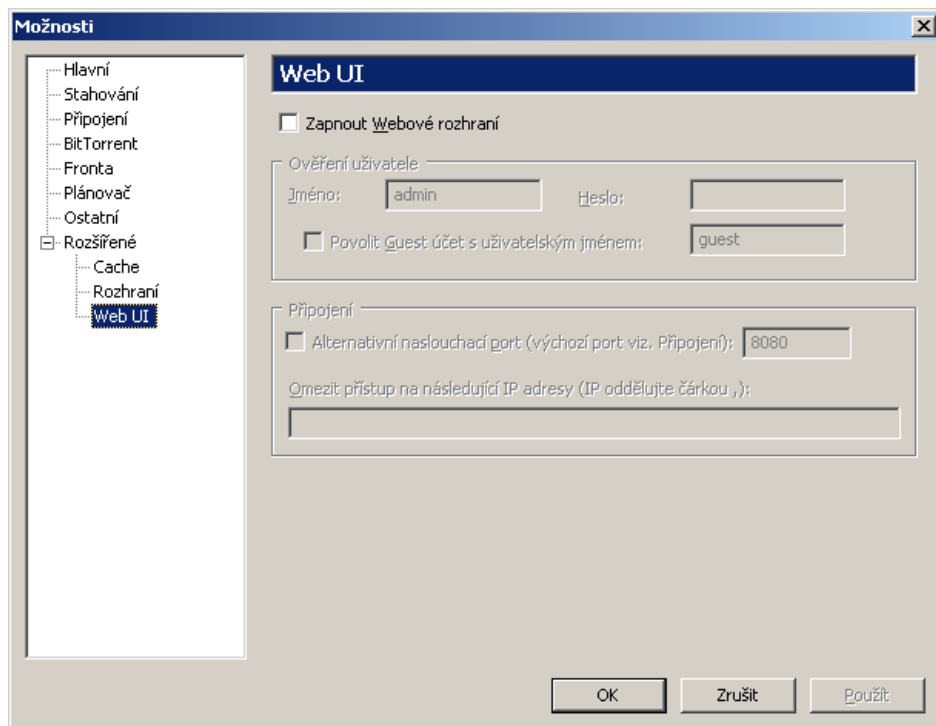 Možnosti
Hlavní
Stahování
Připojení
BitTorrent
Fronta
Plánovač
Ostatní
Rozšířené
Cache
Rozhraní
Web UI
Web UI
Zapnout Webové rozhraní
Ověření uživatele
Jméno: admin Heslo:
Povolit Guest účet s uživatelským jménem: guest
Připojení
Alternativní naslouchací port (výchozí port viz. Připojení): 8080
Omezit přístup na následující IP adresy (IP oddělujte čárkou ,):
OK Zrušit Použít